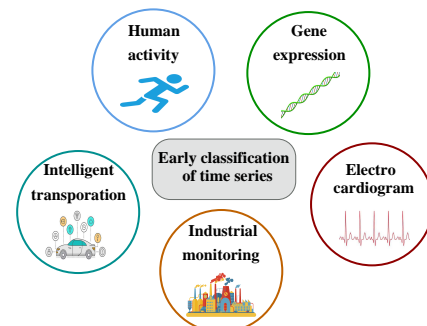 Human
activity
Gene
expression
Early classification
of time series
Intelligent
transporation
Electro
cardiogram
Industrial
monitoring